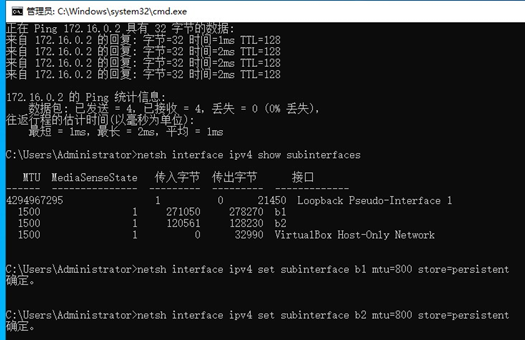 管理员: C:\Windows\system32\cmd.exe
正在 Ping 172.16.0.2 具有 32 字节的数据:
来自 172.16.0.2 的回复: 字节=32 时间=1ms TTL=128
来自 172.16.0.2 的回复: 字节=32 时间=2ms TTL=128
来自 172.16.0.2 的回复: 字节=32 时间=2ms TTL=128
来自 172.16.0.2 的回复: 字节=32 时间=1ms TTL=128
172.16.0.2 的 Ping 统计信息:
数据包: 已发送 = 4, 已接收 = 4, 丢失 = 0 (0% 丢失),
往返行程的估计时间(以毫秒为单位):
最短 = 1ms, 最长 = 2ms, 平均 = 1ms
C:\Users\Administrator>netsh interface ipv4 show subinterfaces
MTU MediaSenseState 传入字节 传出字节 接口
------ --------------- --------- --------- -------------
4294967295 1 0 21450 Loopback Pseudo-Interface 1
1500 1 271050 278270 b1
1500 1 120561 128230 b2
1500 1 0 32990 VirtualBox Host-Only Network
C:\Users\Administrator>netsh interface ipv4 set subinterface b1 mtu=800 store=persistent
确定。
C:\Users\Administrator>netsh interface ipv4 set subinterface b2 mtu=800 store=persistent
确定。